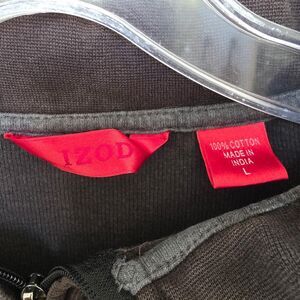 IZOD
100% COTTON
MADE IN
INDIA
L